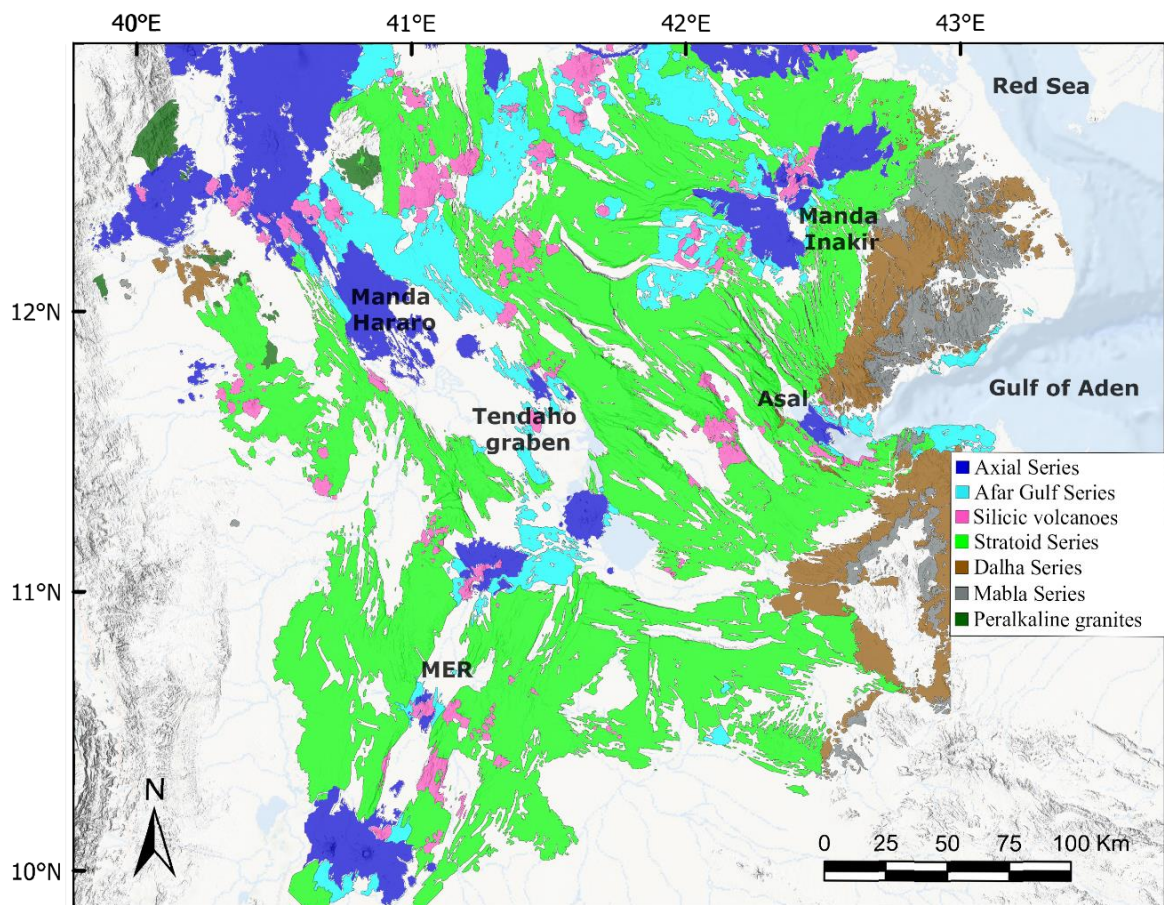 40°E 41°E 42°E 43°E
Red Sea
Manda
Inakir
12°N
Manda
Hararo
Asal
Gulf of Aden
Tendaho
graben
Axial Series
Afar Gulf Series
Silicic volcanoes
Stratoid Series
Dalha Series
Mabla Series
Peralkaline granites
11°N
MER
N
0 25 50 75 100 Km
10°N